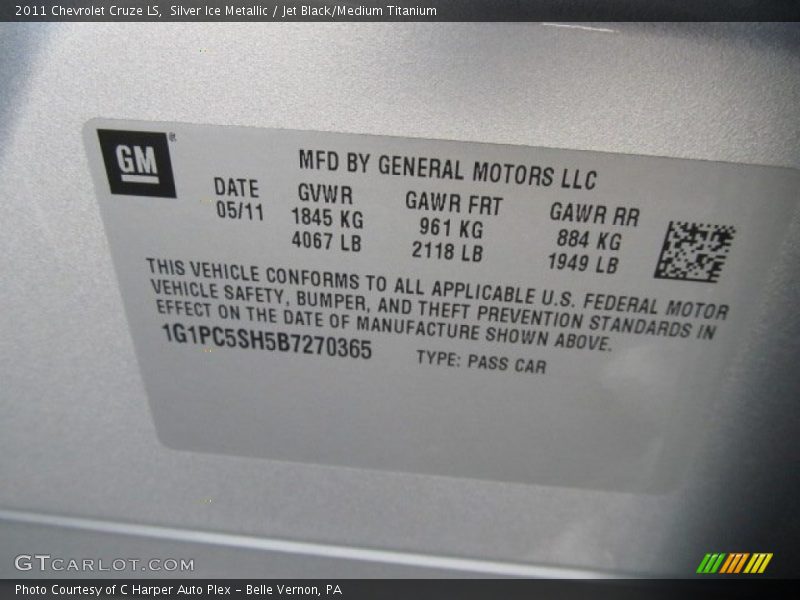 2011 Chevrolet Cruze LS, Silver Ice Metallic / Jet Black/Medium Titanium
GM®
MFD BY GENERAL MOTORS LLC
DATE GVWR GAWR FRT GAWR RR
05/11 1845 KG 961 KG 884 KG
4067 LB 2118 LB 1949 LB
THIS VEHICLE CONFORMS TO ALL APPLICABLE U.S. FEDERAL MOTOR
VEHICLE SAFETY, BUMPER, AND THEFT PREVENTION STANDARDS IN
EFFECT ON THE DATE OF MANUFACTURE SHOWN ABOVE.
1G1PC5SH5B7270365 TYPE: PASS CAR
GTCARLOT.COM
Photo Courtesy of C Harper Auto Plex - Belle Vernon, PA